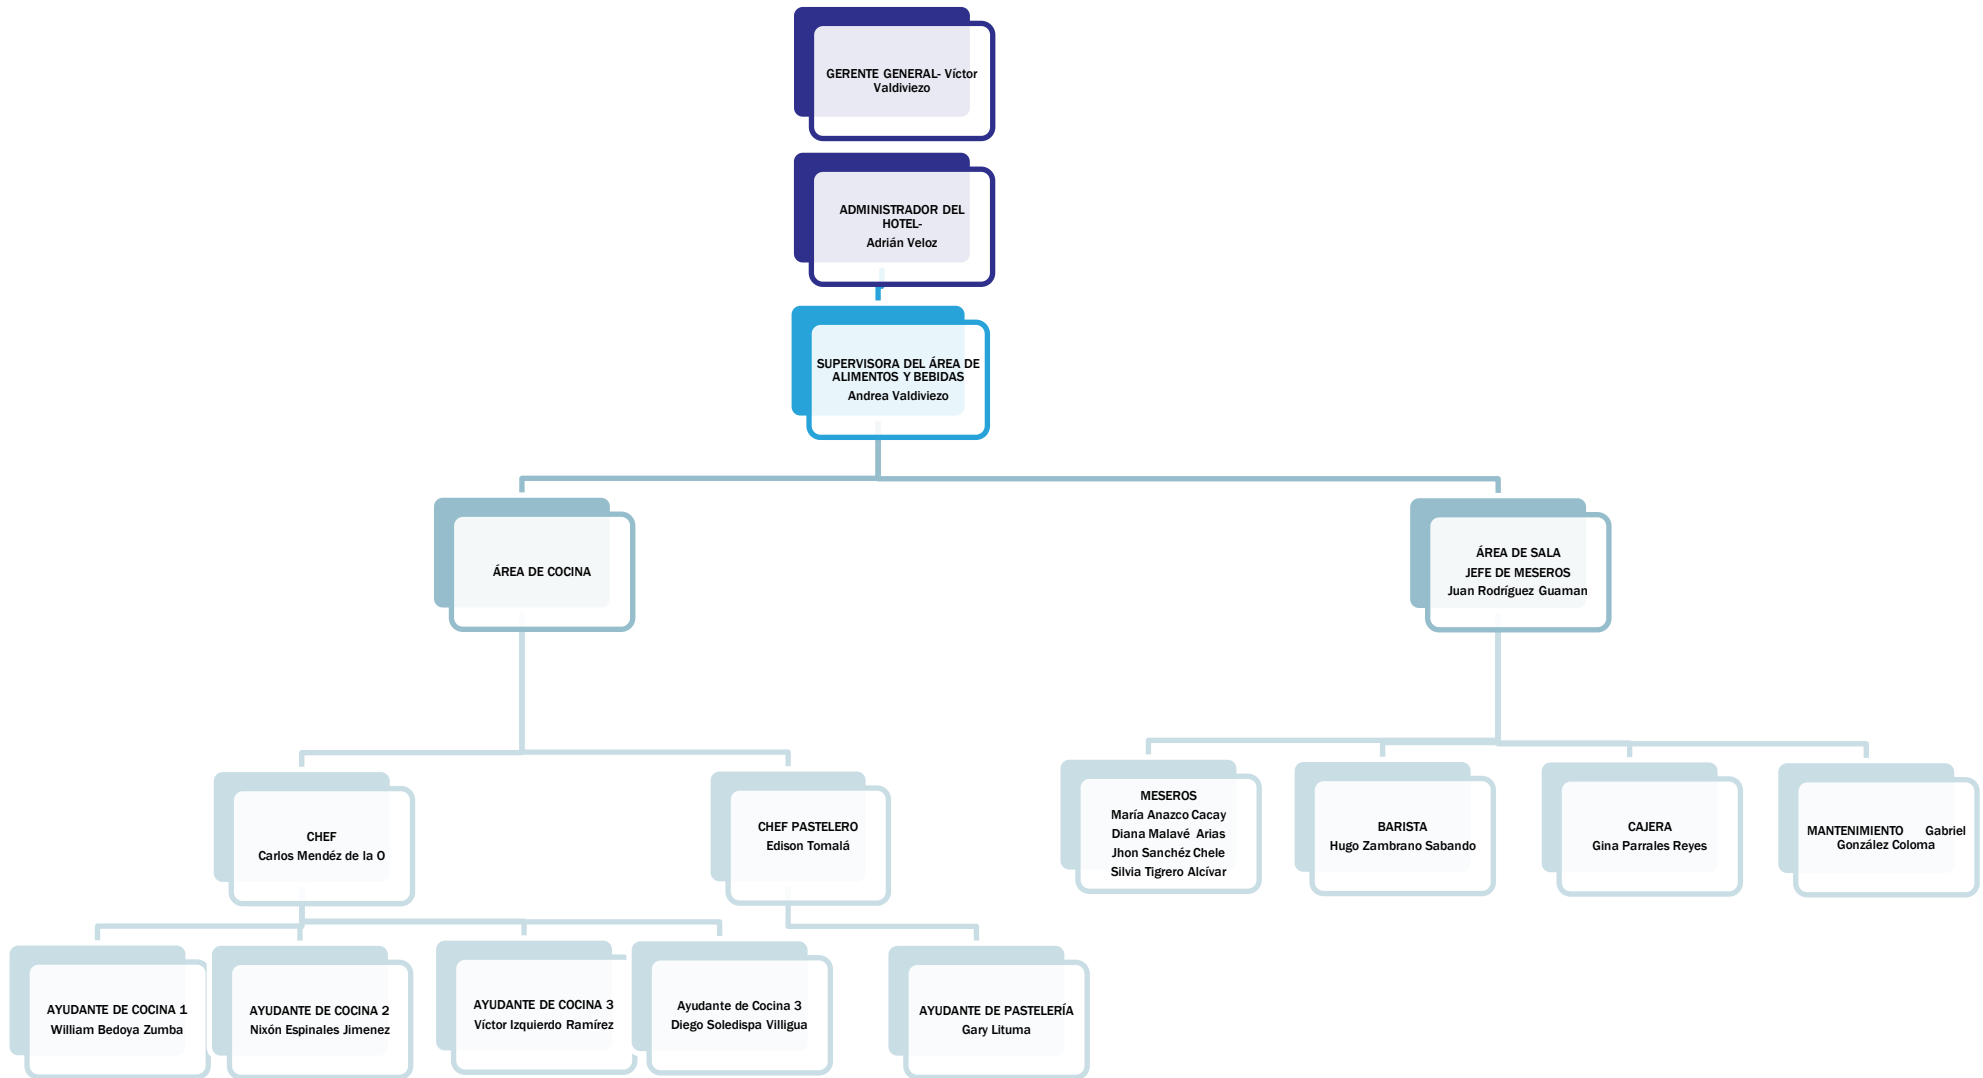 GERENTE GENERAL- Víctor
Valdiviezo
ADMINISTRADOR DEL
HOTEL-
Adrián Veloz
SUPERVISORA DEL ÁREA DE
ALIMENTOS Y BEBIDAS
Andrea Valdiviezo
ÁREA DE COCINA
ÁREA DE SALA
JEFE DE MESEROS
Juan Rodríguez Guaman
CHEF
Carlos Mendéz de la O
CHEF PASTELERO
Edison Tomalá
MESEROS
María Anazco Cacay
Diana Malavé Arias
Jhon Sanchéz Chele
Silvia Tigrero Alcívar
BARISTA
Hugo Zambrano Sabando
CAJERA
Gina Parrales Reyes
MANTENIMIENTO Gabriel
González Coloma
AYUDANTE DE COCINA 1
William Bedoya Zumba
AYUDANTE DE COCINA 2
Nixón Espinales Jimenez
AYUDANTE DE COCINA 3
Víctor Izquierdo Ramírez
Ayudante de Cocina 3
Diego Soledispa Villigua
AYUDANTE DE PASTELERÍA
Gary Lituma